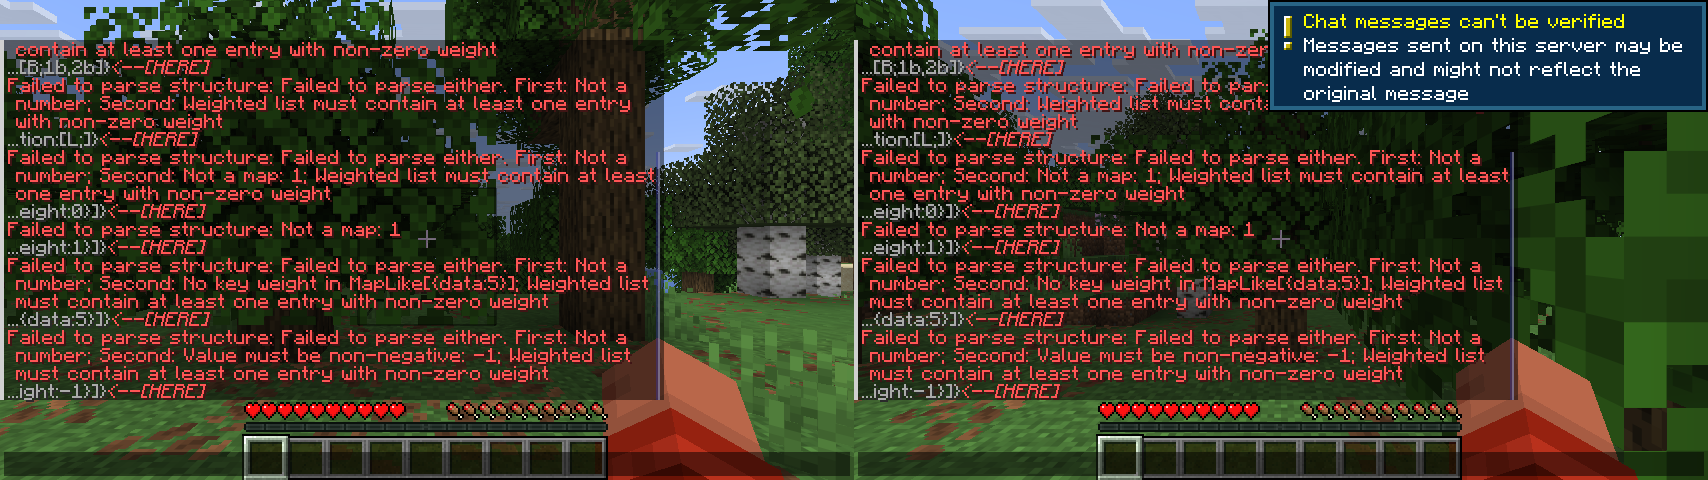 contain at least one entry with non-zero weight
...[B;1b,2b]}<--[HERE]
Failed to parse structure: Failed to parse either. First: Not a
number; Second: Weighted list must contain at least one entry
with non-zero weight
...tion:[L;]}<--[HERE]
Failed to parse structure: Failed to parse either. First: Not a
number; Second: Not a map: 1; Weighted list must contain at least
one entry with non-zero weight
...eight:0}]}<--[HERE]
Failed to parse structure: Not a map: 1
...eight:1}]}<--[HERE]
Failed to parse structure: Failed to parse either. First: Not a
number; Second: No key weight in MapLike[{data:5}]; Weighted list
must contain at least one entry with non-zero weight
...{data:5}]}<--[HERE]
Failed to parse structure: Failed to parse either. First: Not a
number; Second: Value must be non-negative: -1; Weighted list
must contain at least one entry with non-zero weight
...ight:-1}]}<--[HERE]
contain at least one entry with non-zer
...[B;1b,2b]}<--[HERE]
Failed to parse structure: Failed to par
number; Second: Weighted list must cont
with non-zero weight
...tion:[L;]}<--[HERE]
Failed to parse structure: Failed to parse either. First: Not a
number; Second: Not a map: 1; Weighted list must contain at least
one entry with non-zero weight
...eight:0}]}<--[HERE]
Failed to parse structure: Not a map: 1
...eight:1}]}<--[HERE]
Failed to parse structure: Failed to parse either. First: Not a
number; Second: No key weight in MapLike[{data:5}]; Weighted list
must contain at least one entry with non-zero weight
...{data:5}]}<--[HERE]
Failed to parse structure: Failed to parse either. First: Not a
number; Second: Value must be non-negative: -1; Weighted list
must contain at least one entry with non-zero weight
...ight:-1}]}<--[HERE]
Chat messages can't be verified
Messages sent on this server may be
modified and might not reflect the
original message